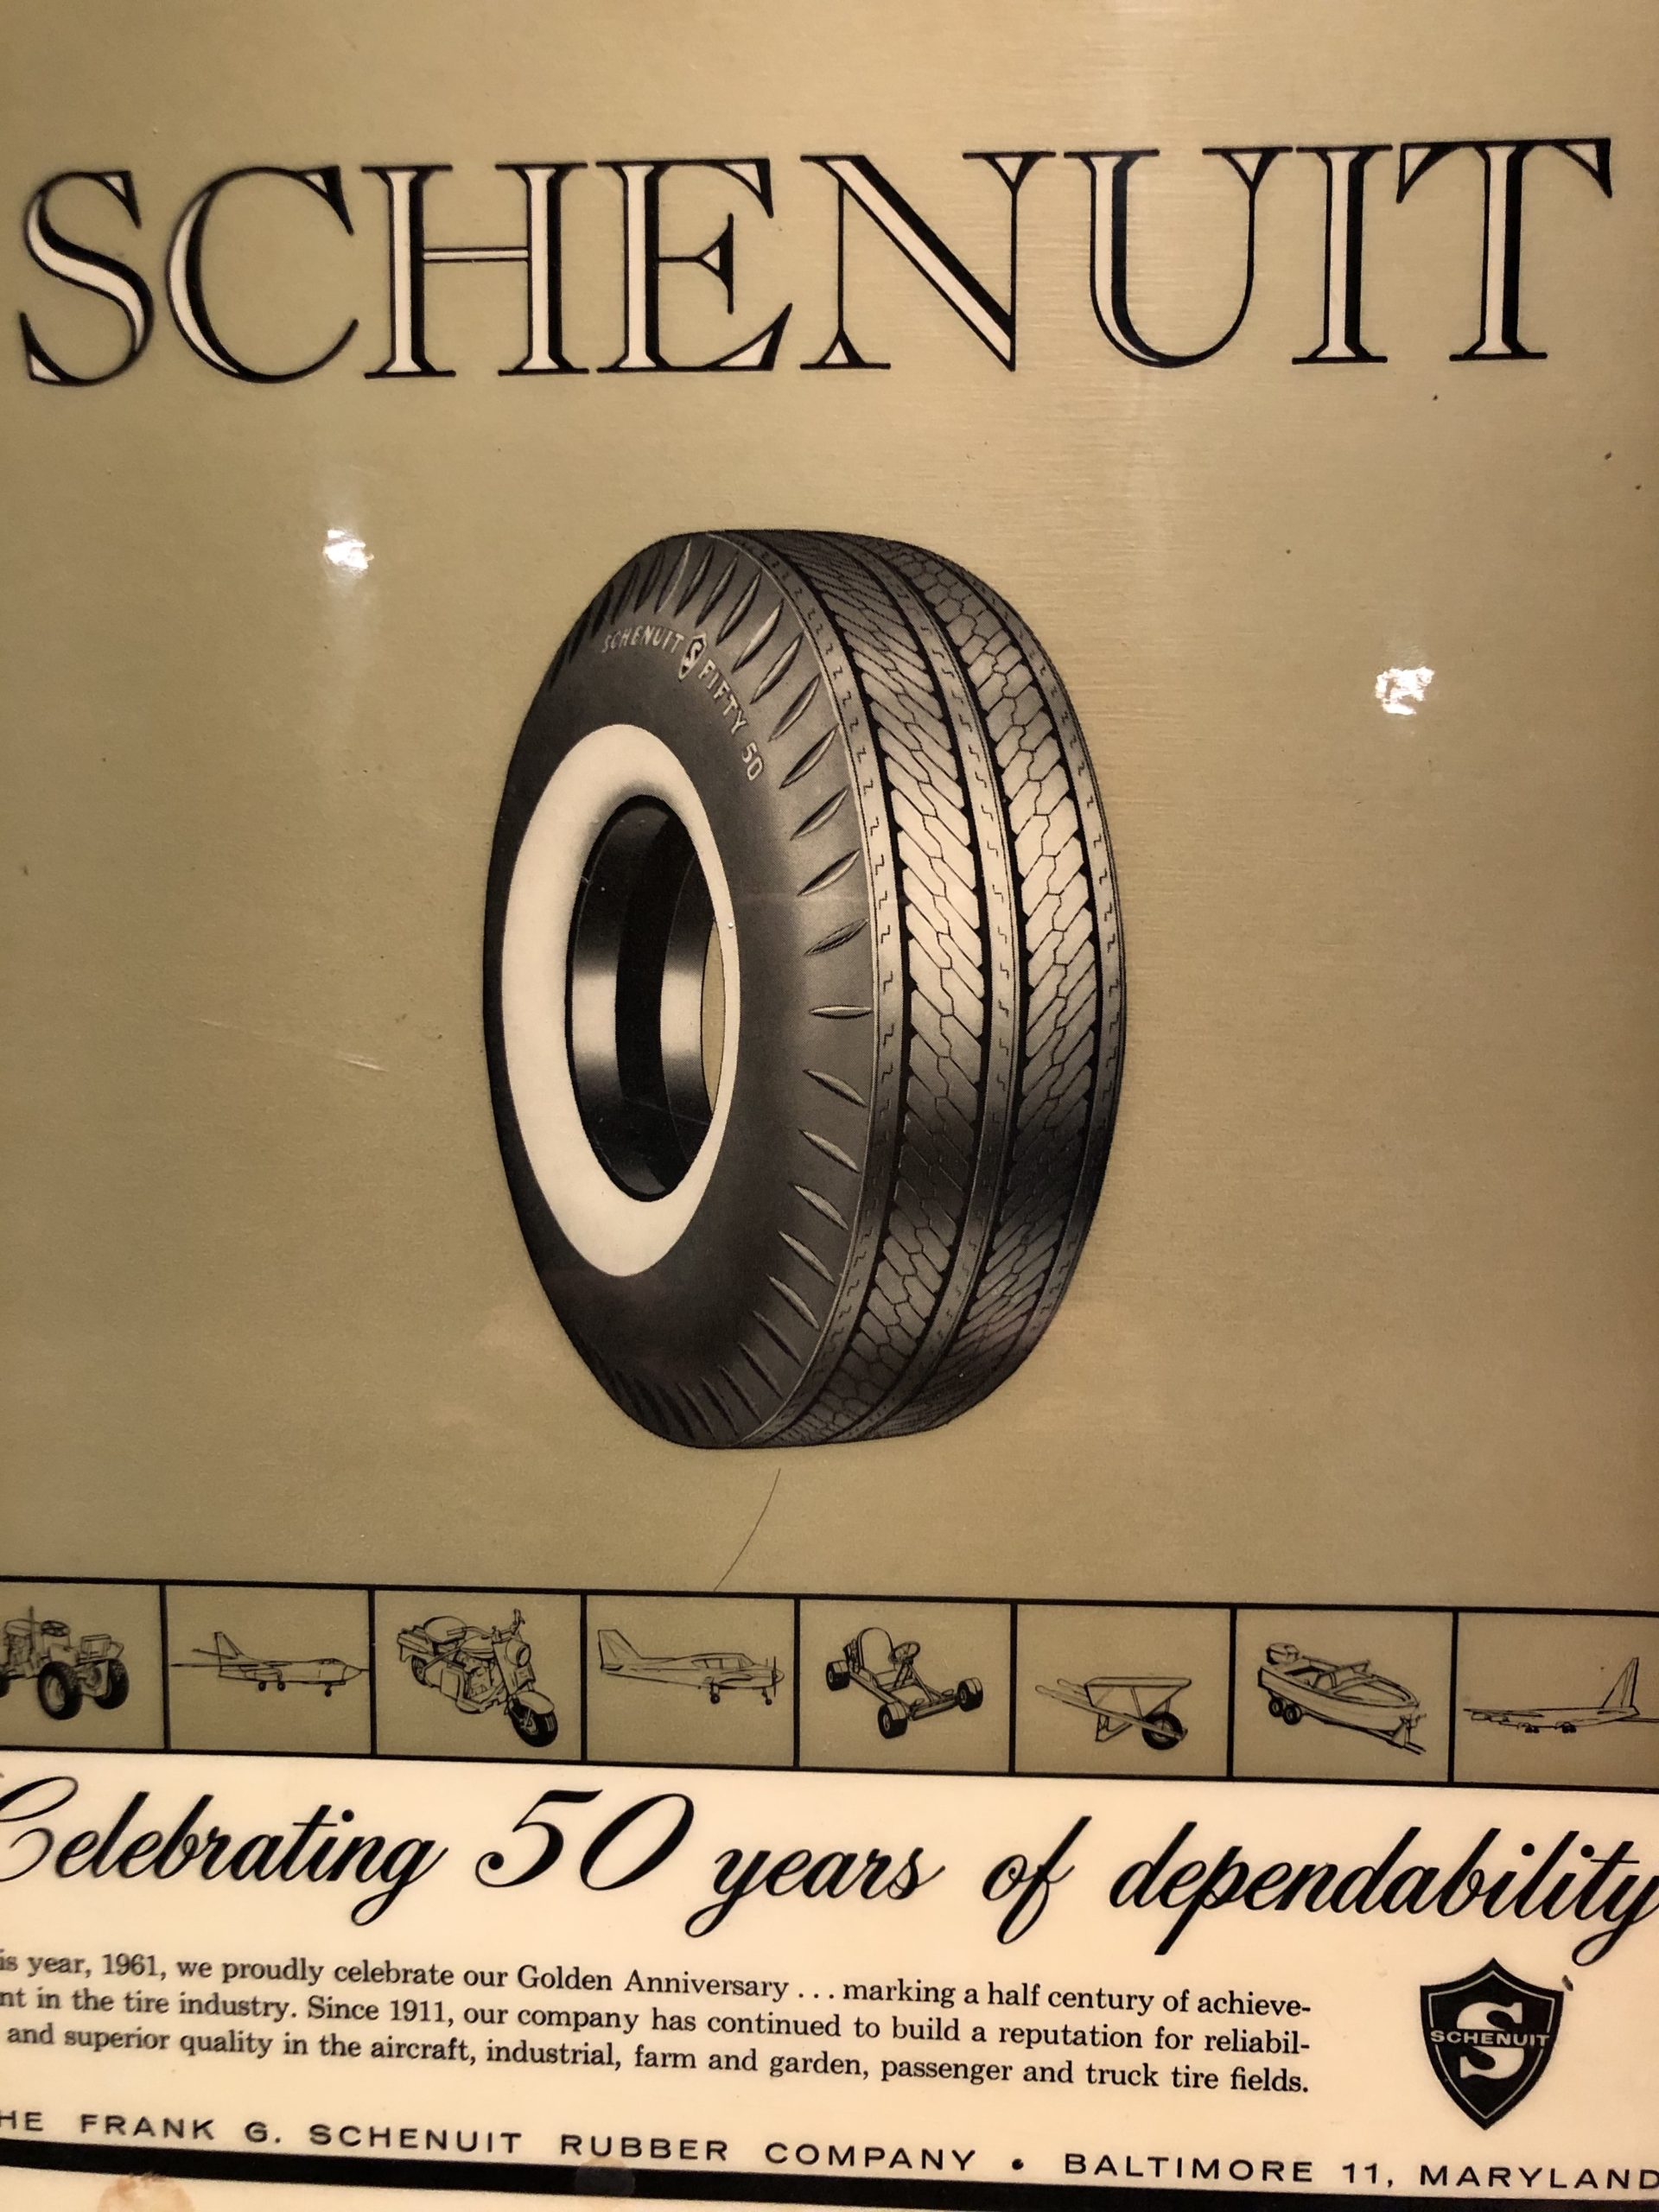 SCHENUIT
SCHENUIT S FIFTY 50
Celebrating 50 years of dependability
is year, 1961, we proudly celebrate our Golden Anniversary . . . marking a half century of achieve-
nt in the tire industry. Since 1911, our company has continued to build a reputation for reliabil-
and superior quality in the aircraft, industrial, farm and garden, passenger and truck tire fields.
S
SCHENUIT
HE FRANK G. SCHENUIT RUBBER COMPANY • BALTIMORE 11, MARYLAND